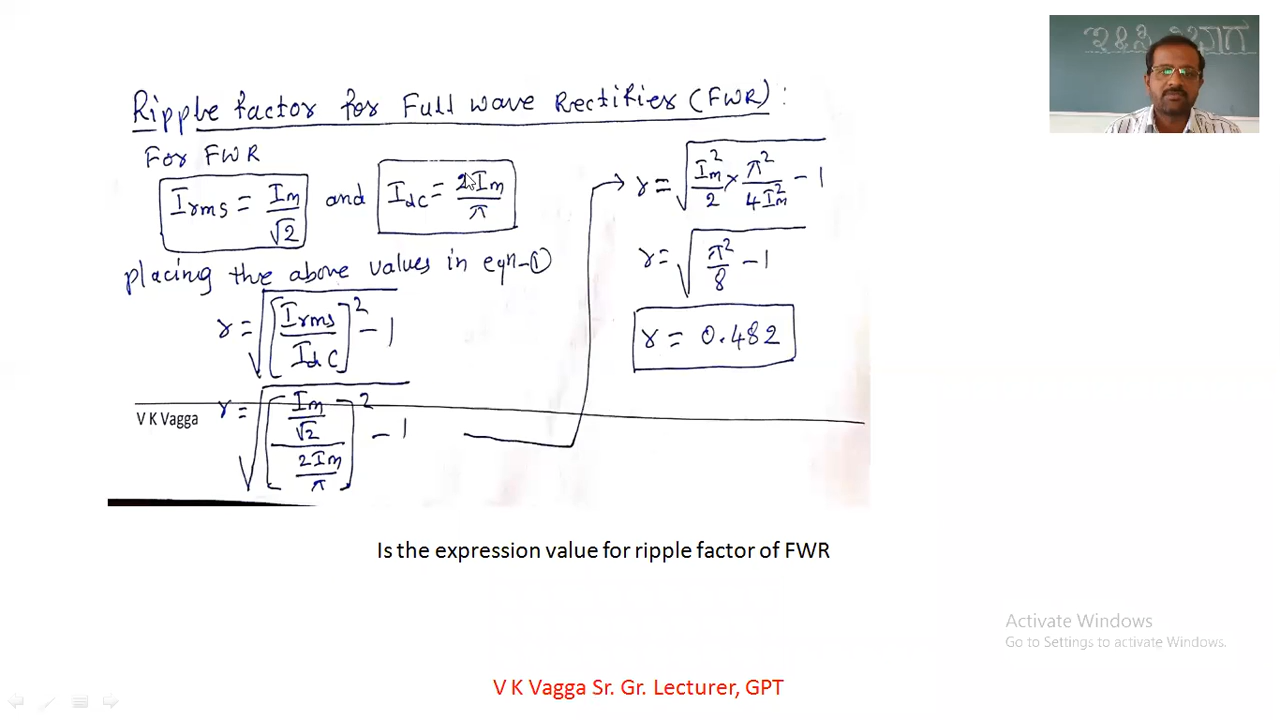 ಇ & ಸಿ ವಿಭಾಗ
Ripple factor for Full wave Rectifier (FWR):
For FWR
Irms = Im/√2 and Idc = 2Im/π
placing the above values in eqn-①
r = √([Irms/Idc]² - 1)
r = √([(Im/√2)/(2Im/π)]² - 1)
V K Vagga
r = √(Im²/2 × π²/4Im² - 1)
r = √(π²/8 - 1)
r = 0.482
Is the expression value for ripple factor of FWR
Activate Windows
Go to Settings to activate Windows.
V K Vagga Sr. Gr. Lecturer, GPT